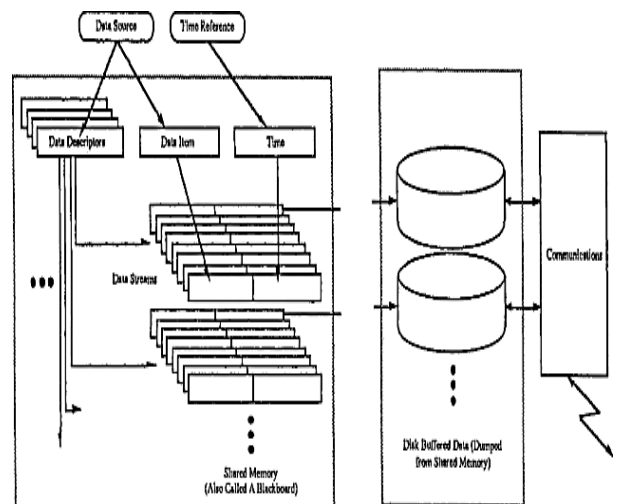 Data Source
Time Reference
Data Descriptors
Data Item
Time
Data Streams
Communications
Shared Memory
(Also Called A Blackboard)
Disk Buffered Data (Dumped
from Shared Memory)